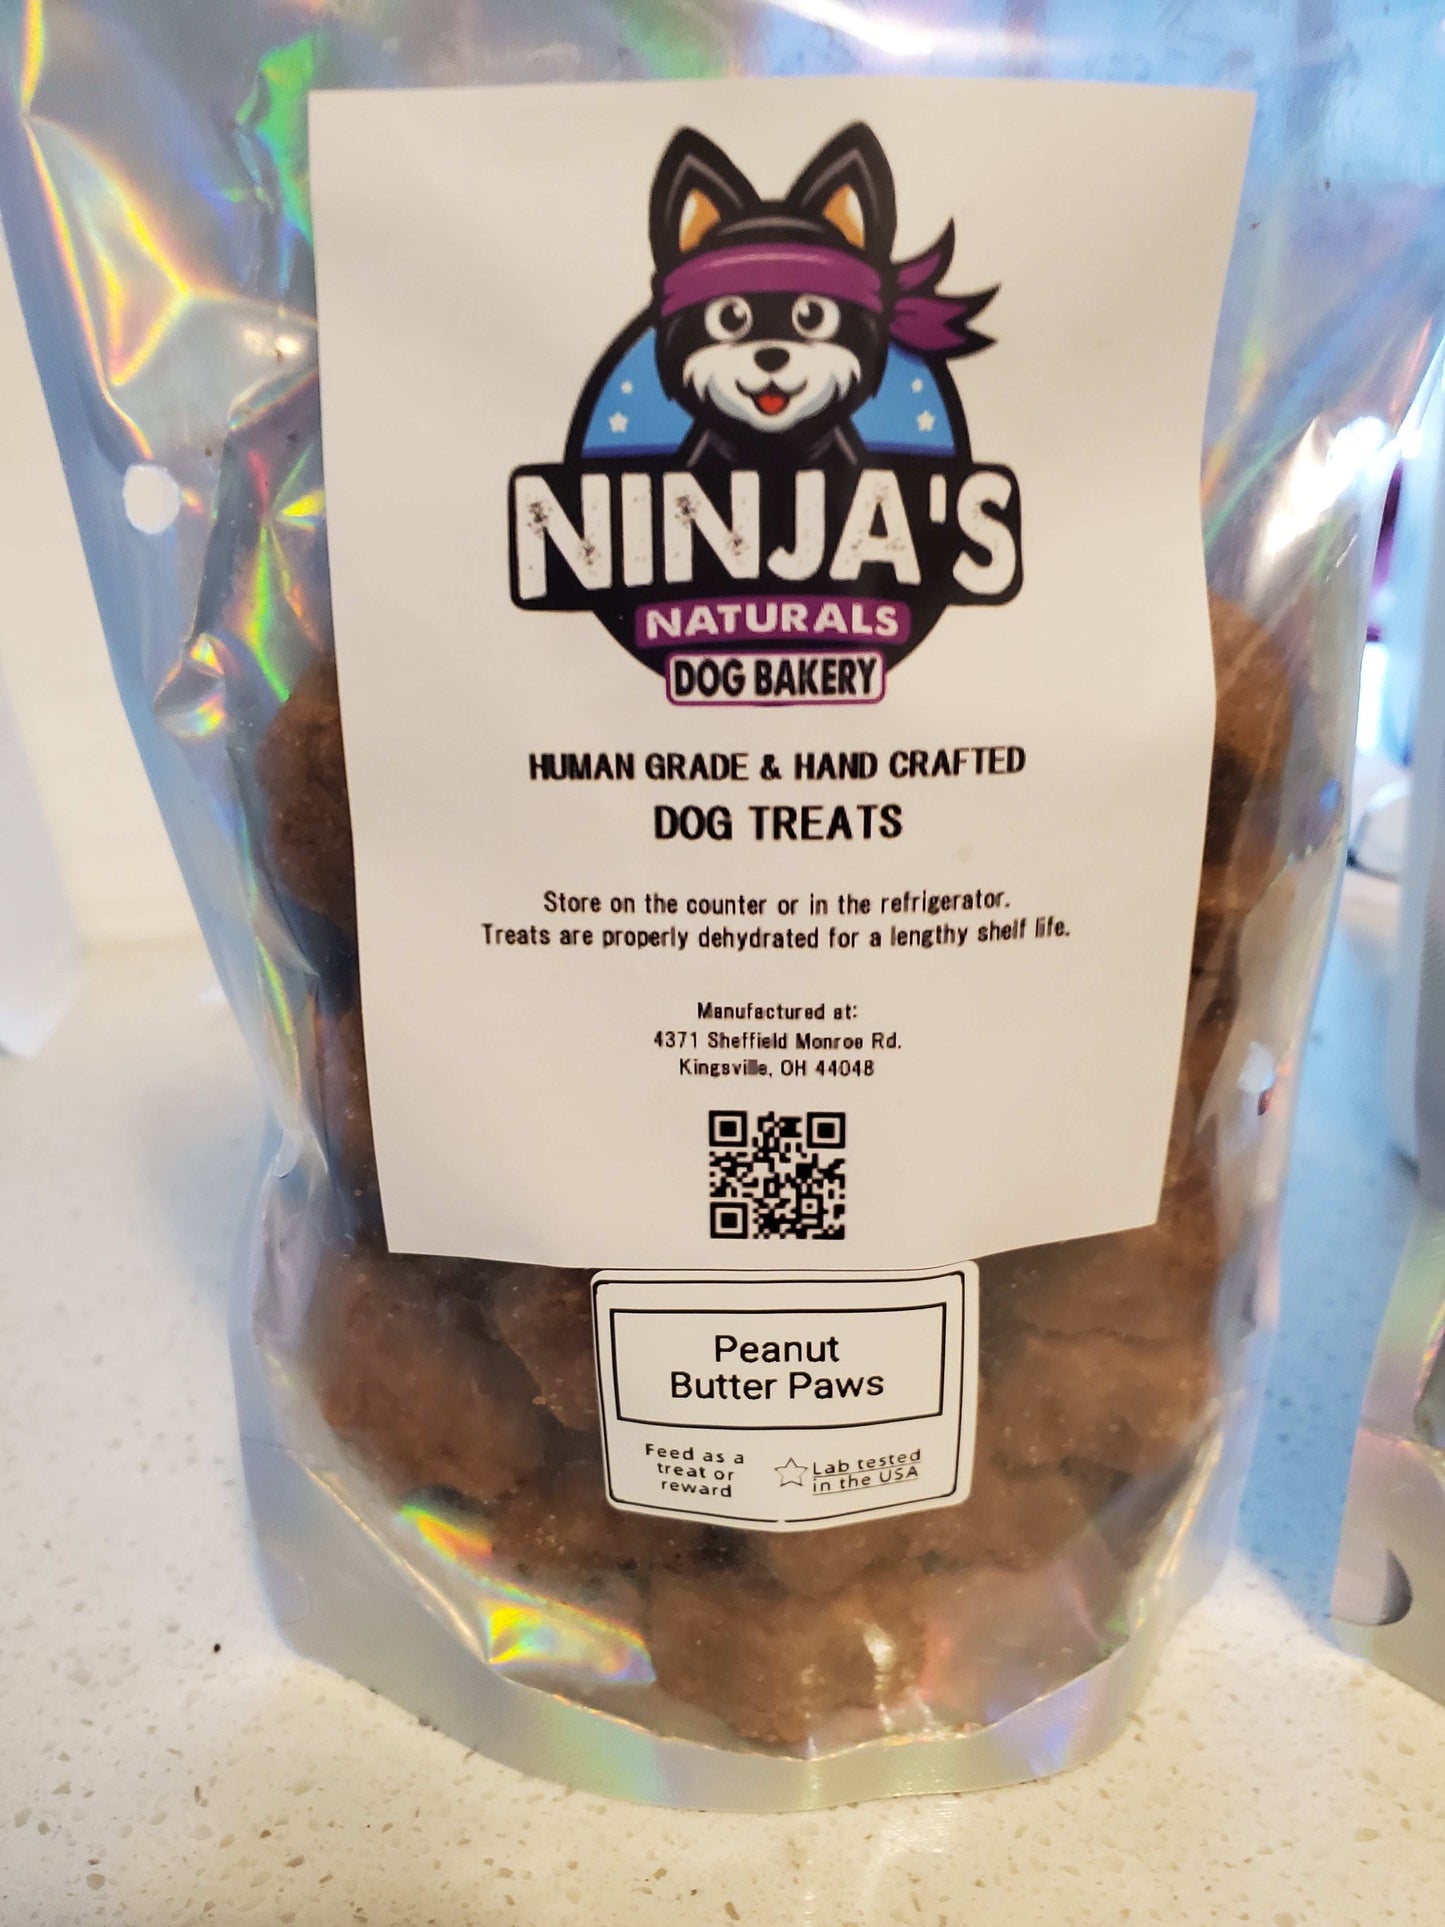 NINJA'S
NATURALS
DOG BAKERY
HUMAN GRADE & HAND CRAFTED
DOG TREATS
Store on the counter or in the refrigerator.
Treats are properly dehydrated for a lengthy shelf life.
Manufactured at:
4371 Sheffield Monroe Rd.
Kingsville, OH 44048
Peanut
Butter Paws
Feed as a
treat or
reward
Lab tested
in the USA